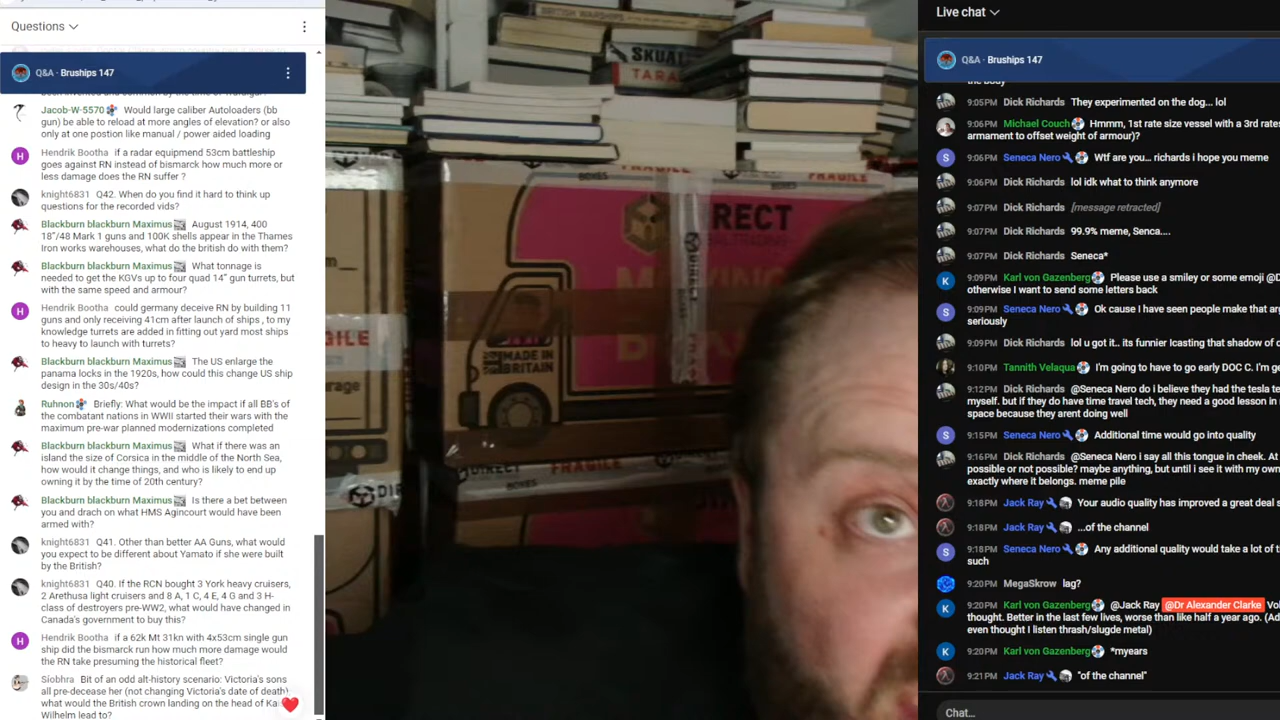 Questions
Q&A · Bruships 147
Jacob-W-5570 Would large caliber Autoloaders (bb
gun) be able to reload at more angles of elevation? or also
only at one postion like manual / power aided loading
Hendrik Bootha if a radar equipmend 53cm battleship
goes against RN instead of bismarck how much more or
less damage does the RN suffer ?
knight6831 Q42. When do you find it hard to think up
questions for the recorded vids?
Blackburn blackburn Maximus August 1914, 400
18"/48 Mark 1 guns and 100K shells appear in the Thames
Iron works warehouses, what do the british do with them?
Blackburn blackburn Maximus What tonnage is
needed to get the KGVs up to four quad 14" gun turrets, but
with the same speed and armour?
Hendrik Bootha could germany deceive RN by building 11
guns and only receiving 41cm after launch of ships , to my
knowledge turrets are added in fitting out yard most ships
to heavy to launch with turrets?
Blackburn blackburn Maximus The US enlarge the
panama locks in the 1920s, how could this change US ship
design in the 30s/40s?
Ruhnon Briefly: What would be the impact if all BB's of
the combatant nations in WWII started their wars with the
maximum pre-war planned modernizations completed
Blackburn blackburn Maximus What if there was an
island the size of Corsica in the middle of the North Sea,
how would it change things, and who is likely to end up
owning it by the time of 20th century?
Blackburn blackburn Maximus Is there a bet between
you and drach on what HMS Agincourt would have been
armed with?
knight6831 Q41. Other than better AA Guns, what would
you expect to be different about Yamato if she were built
by the British?
knight6831 Q40. If the RCN bought 3 York heavy cruisers,
2 Arethusa light cruisers and 8 A, 1 C, 4 E, 4 G and 3 H-
class of destroyers pre-WW2, what would have changed in
Canada's government to buy this?
Hendrik Bootha if a 62k Mt 31kn with 4x53cm single gun
ship did the bismarck run how much more damage would
the RN take presuming the historical fleet?
Síobhra Bit of an odd alt-history scenario: Victoria's sons
all pre-decease her (not changing Victoria's date of death)
what would the British crown landing on the head of Kai
Wilhelm lead to?
BRITISH WARSHIPS
SKUA
TARA
FRAGILE
BOXES
FRAGILE
RECT
MADE IN
BRITAIN
GILE
rage
DIRECT
FRAGILE
BOXES
Live chat
Q&A · Bruships 147
the body
9:05PM Dick Richards They experimented on the dog... lol
9:06PM Michael Couch Hmmm, 1st rate size vessel with a 3rd rates
armament to offset weight of armour)?
9:06PM Seneca Nero Wtf are you... richards i hope you meme
9:06PM Dick Richards lol idk what to think anymore
9:07PM Dick Richards [message retracted]
9:07PM Dick Richards 99.9% meme, Senca....
9:07PM Dick Richards Seneca*
9:09PM Karl von Gazenberg Please use a smiley or some emoji @D
otherwise I want to send some letters back
9:09PM Seneca Nero Ok cause I have seen people make that ar
seriously
9:09PM Dick Richards lol u got it.. its funnier lcasting that shadow of d
9:10PM Tannith Velaqua I'm going to have to go early DOC C. I'm ge
9:12PM Dick Richards @Seneca Nero do i believe they had the tesla te
myself. but if they do have time travel tech, they need a good lesson in
space because they arent doing well
9:15PM Seneca Nero Additional time would go into quality
9:16PM Dick Richards @Seneca Nero i say all this tongue in cheek. At
possible or not possible? maybe anything, but until i see it with my own
exactly where it belongs. meme pile
9:18PM Jack Ray Your audio quality has improved a great deal s
9:18PM Jack Ray ...of the channel
9:18PM Seneca Nero Any additional quality would take a lot of t
such
9:20PM MegaSkrow lag?
9:20PM Karl von Gazenberg @Jack Ray @Dr Alexander Clarke Vo
thought. Better in the last few lives, worse than like half a year ago. (Ad
even thought I listen thrash/slugde metal)
9:20PM Karl von Gazenberg *myears
9:21PM Jack Ray "of the channel"
Chat...